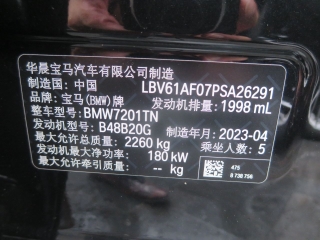 华晨宝马汽车有限公司制造
制造国：中国 LBV61AF07PSA26291
品牌：宝马(BMW)牌 发动机排量：1998 mL
整车型号：BMW7201TN
发动机型号：B48B20G 制造年月：2023-04
最大允许总质量：2260 kg 乘坐人数：5
发动机最大净功率：180 kW
最大允许牵引质量：-- kg
475
8 738 756